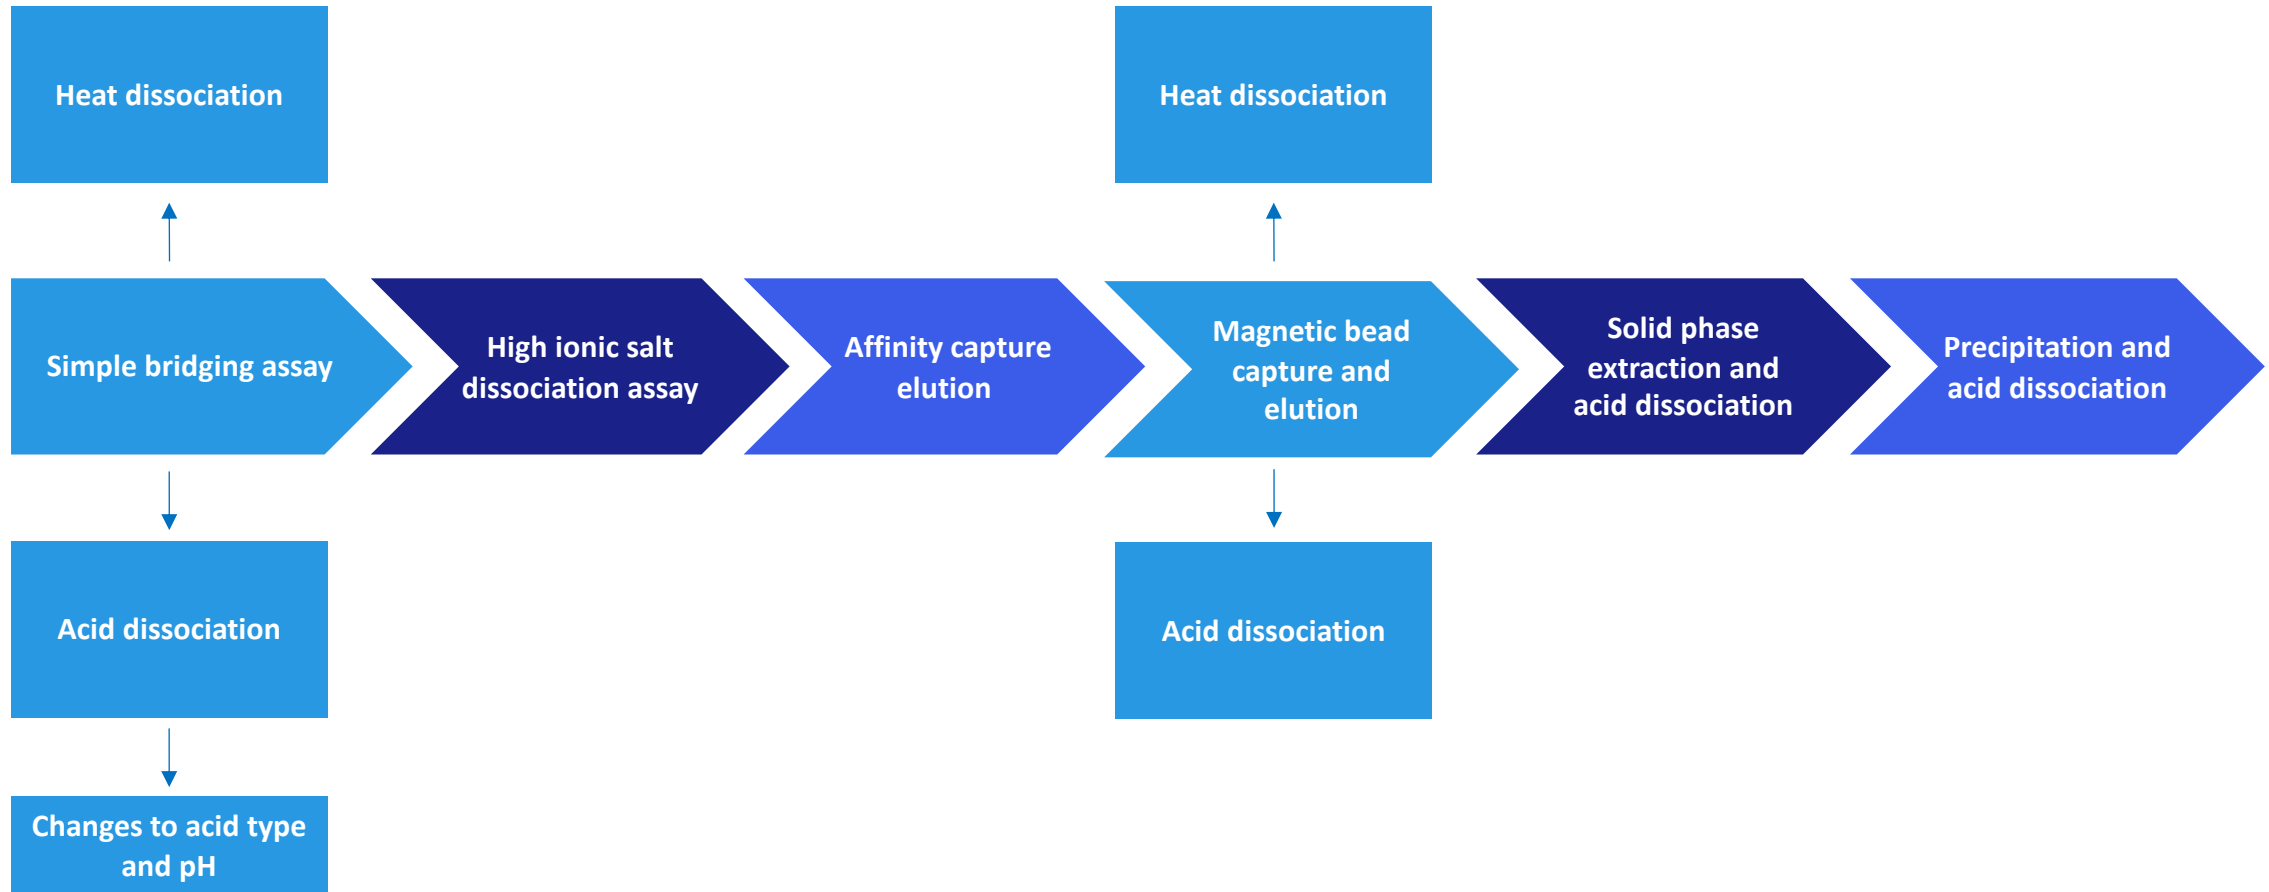 Heat dissociation
Heat dissociation
Simple bridging assay
High ionic salt
dissociation assay
Affinity capture
elution
Magnetic bead
capture and
elution
Solid phase
extraction and
acid dissociation
Precipitation and
acid dissociation
Acid dissociation
Acid dissociation
Changes to acid type
and pH